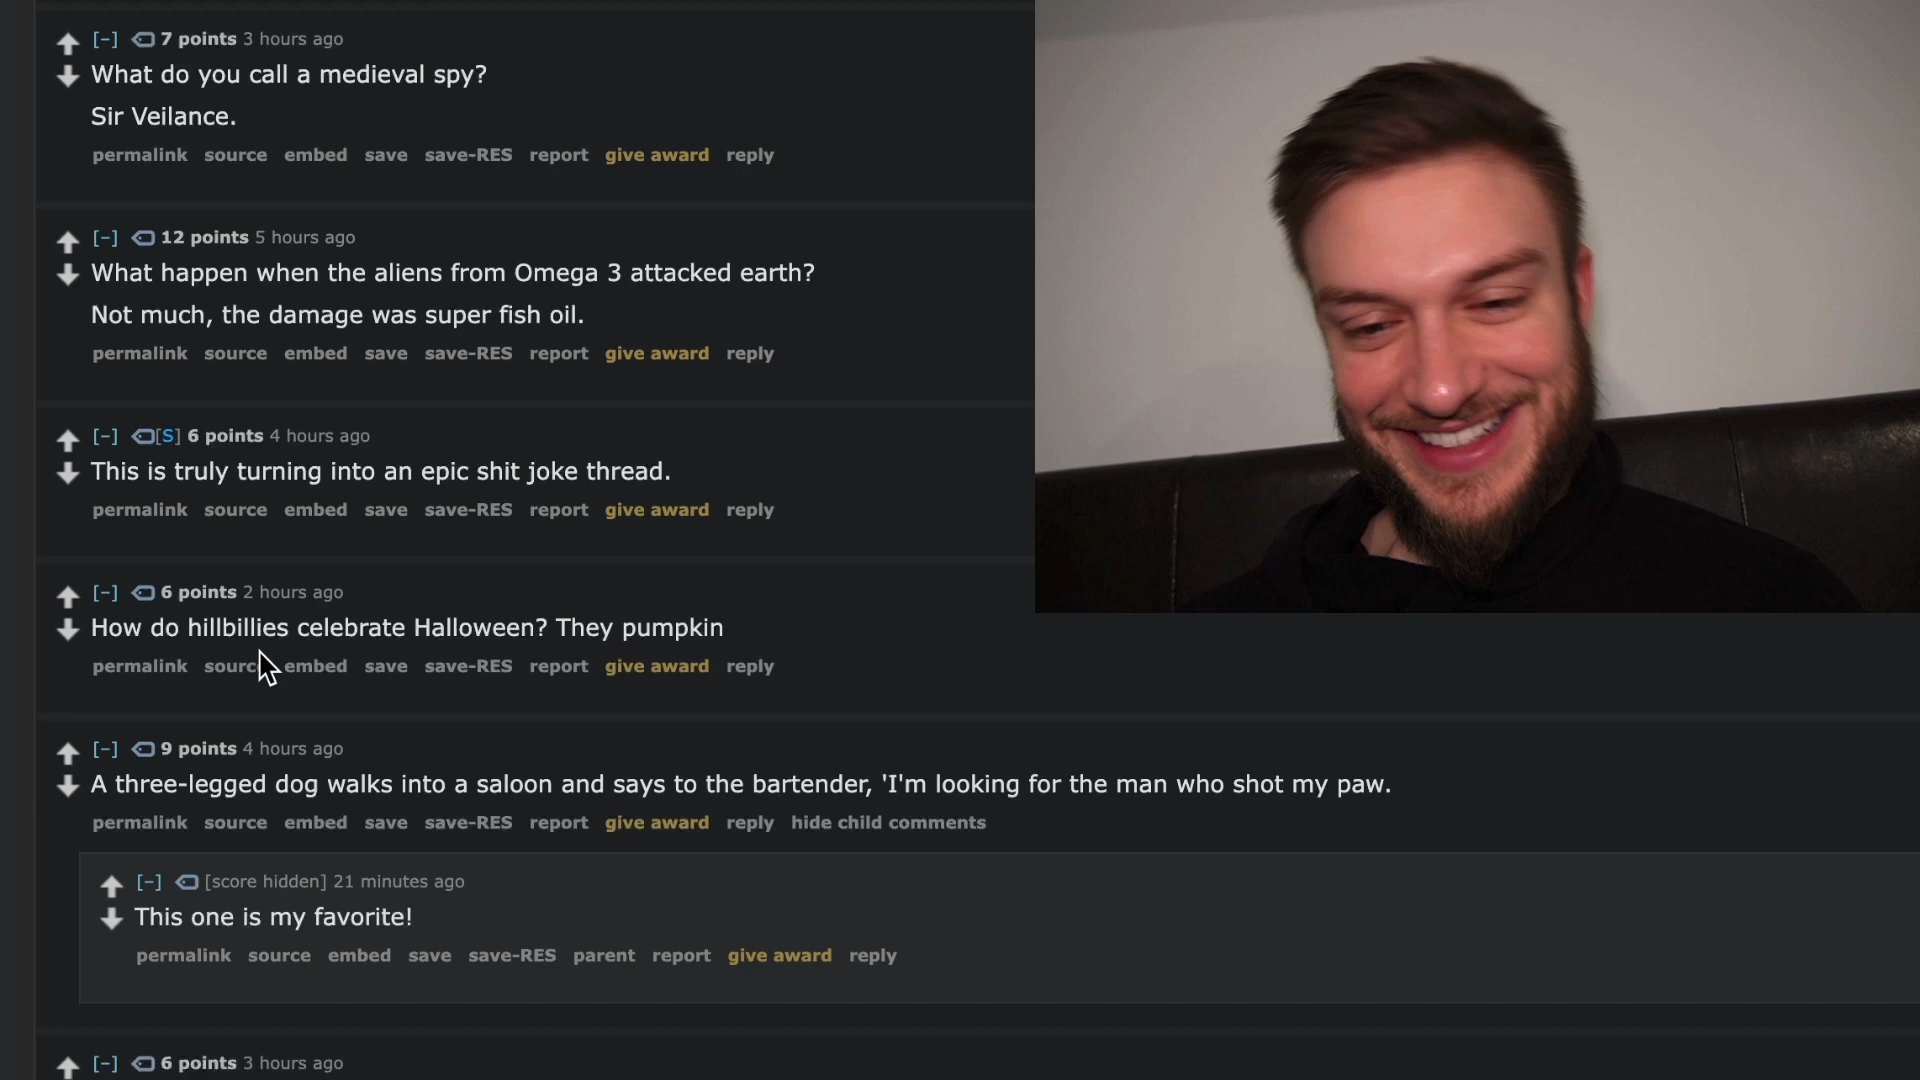 [-] 7 points 3 hours ago
What do you call a medieval spy?
Sir Veilance.
permalink source embed save save-RES report give award reply
[-] 12 points 5 hours ago
What happen when the aliens from Omega 3 attacked earth?
Not much, the damage was super fish oil.
permalink source embed save save-RES report give award reply
[-] [S] 6 points 4 hours ago
This is truly turning into an epic shit joke thread.
permalink source embed save save-RES report give award reply
[-] 6 points 2 hours ago
How do hillbillies celebrate Halloween? They pumpkin
permalink source embed save save-RES report give award reply
[-] 9 points 4 hours ago
A three-legged dog walks into a saloon and says to the bartender, 'I'm looking for the man who shot my paw.
permalink source embed save save-RES report give award reply hide child comments
[-] [score hidden] 21 minutes ago
This one is my favorite!
permalink source embed save save-RES parent report give award reply
[-] 6 points 3 hours ago